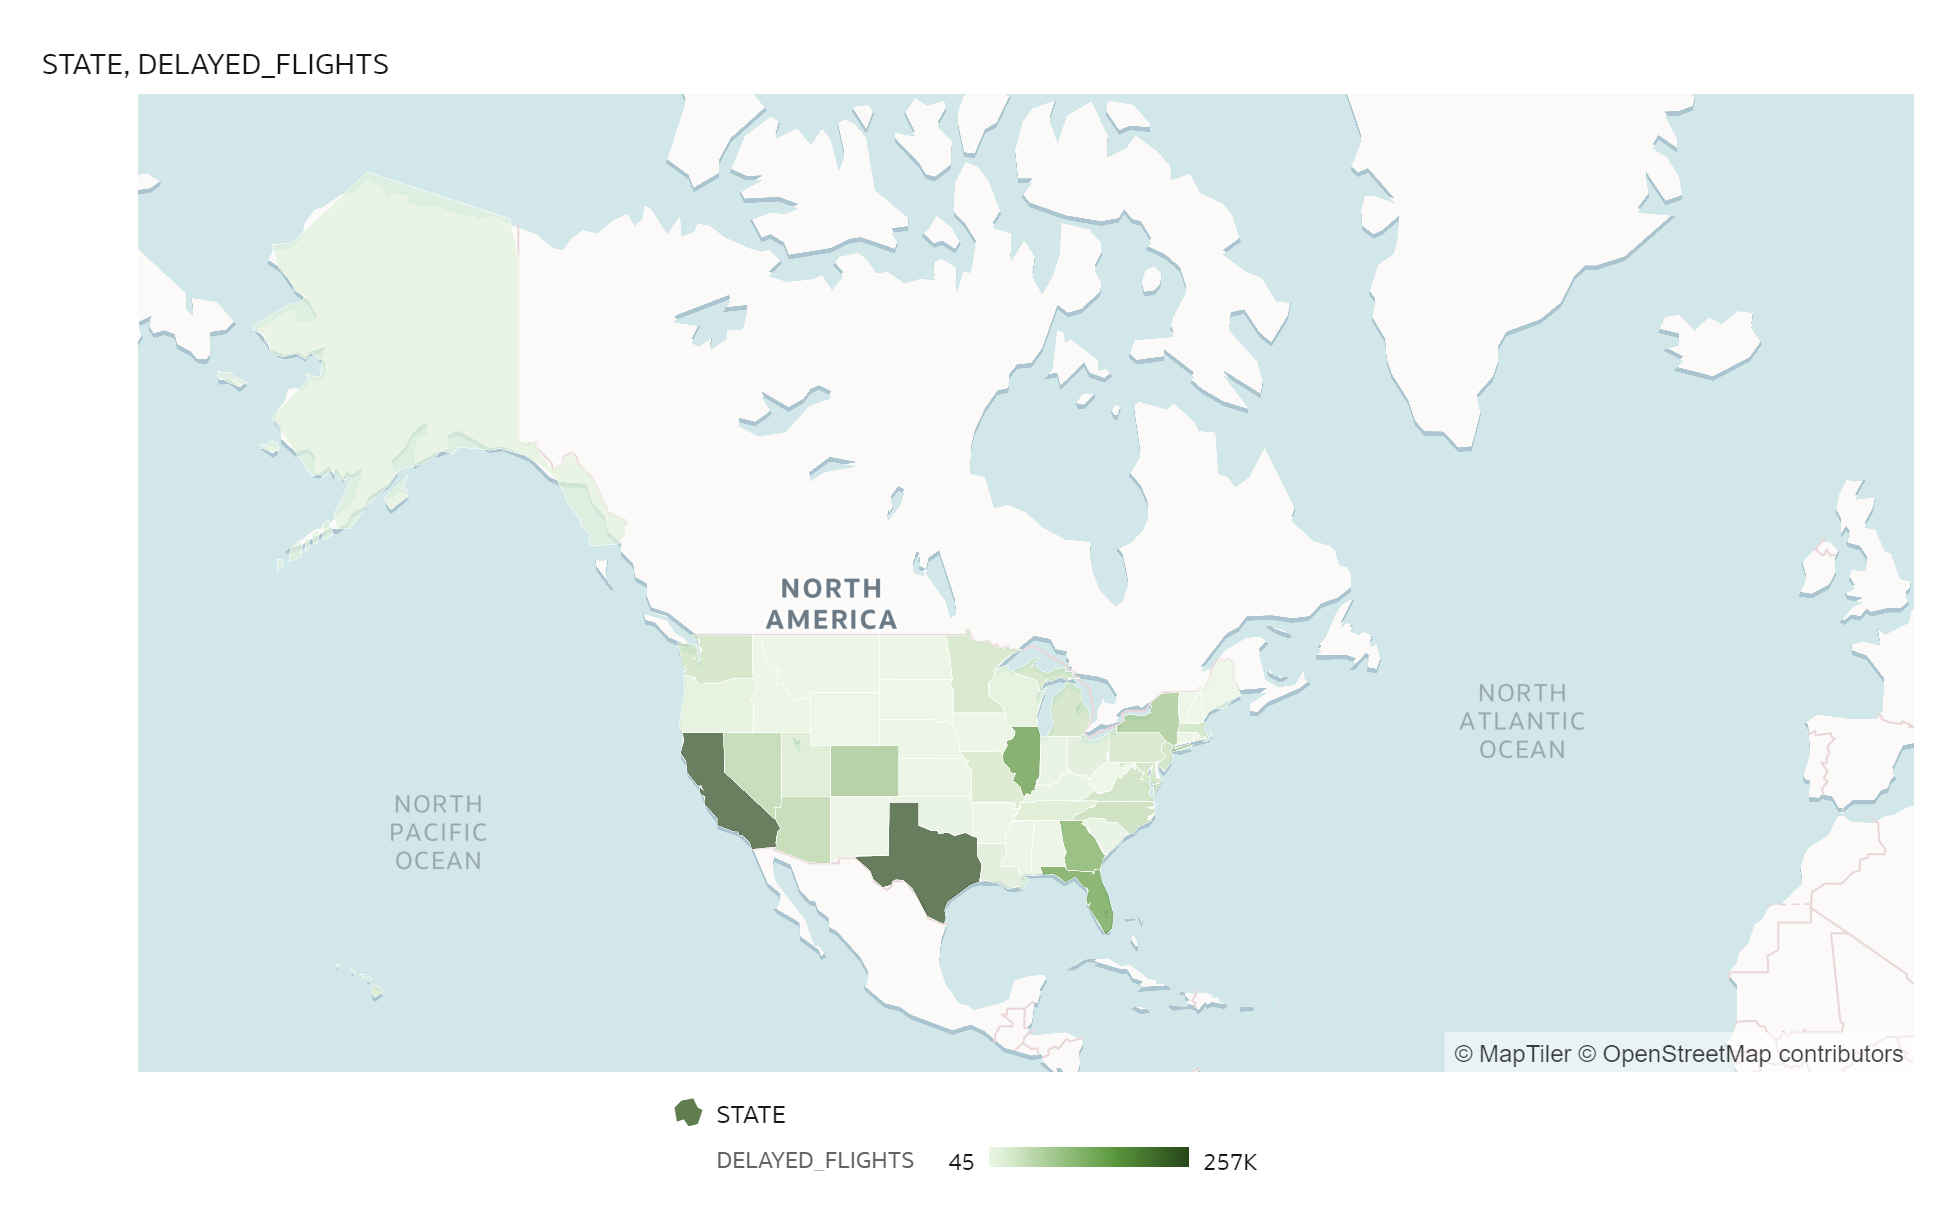 STATE, DELAYED_FLIGHTS
NORTH
AMERICA
NORTH
ATLANTIC
OCEAN
NORTH
PACIFIC
OCEAN
© MapTiler © OpenStreetMap contributors
STATE
DELAYED_FLIGHTS 45 257K